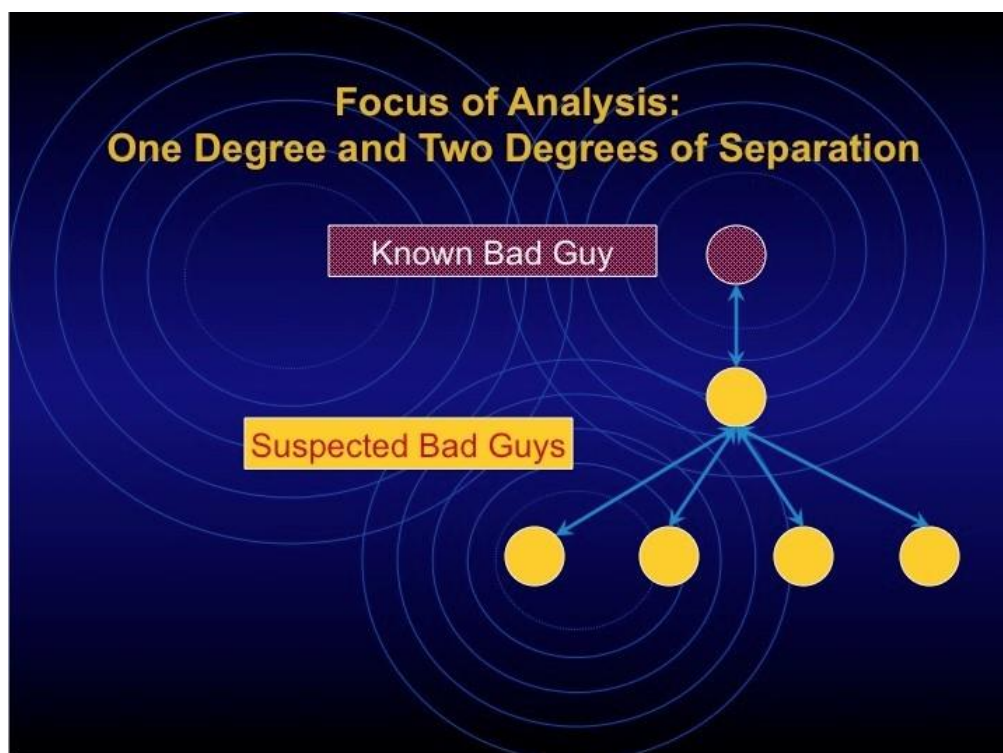 Focus of Analysis:
One Degree and Two Degrees of Separation
Known Bad Guy
Suspected Bad Guys